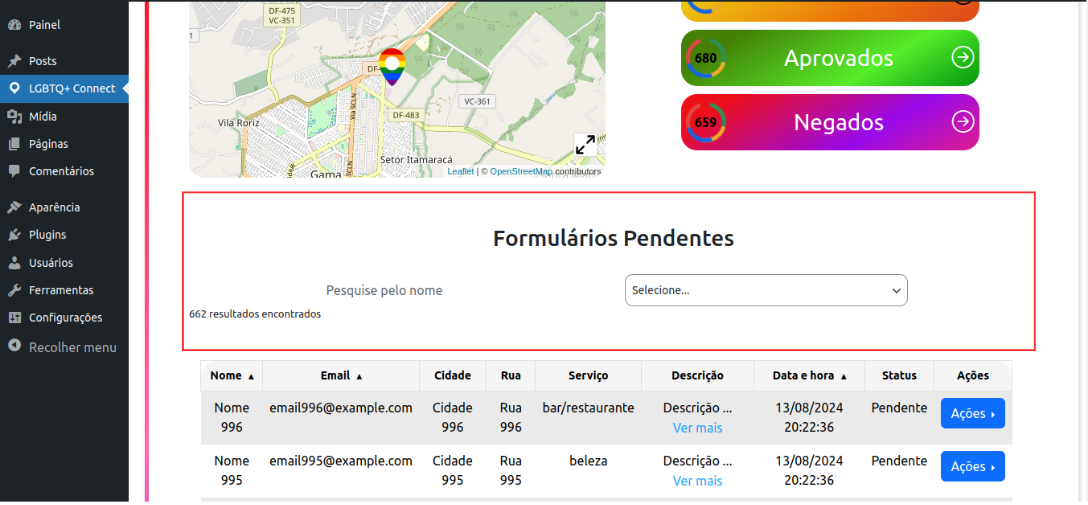 Painel
Posts
LGBTQ+ Connect
Mídia
Páginas
Comentários
Aparência
Plugins
Usuários
Ferramentas
Configurações
Recolher menu
DF-475
VC-351
DF-
VC-361
DF-483
Via SCLN
Vila Roriz
Setor Itamaracá
Gama
Leaflet | © OpenStreetMap contributors
680 Aprovados
659 Negados
Formulários Pendentes
Pesquise pelo nome Selecione...
662 resultados encontrados
Nome ▲ Email ▲ Cidade Rua Serviço Descrição Data e hora ▲ Status Ações
Nome 996 email996@example.com Cidade 996 Rua 996 bar/restaurante Descrição ... Ver mais 13/08/2024 20:22:36 Pendente Ações
Nome 995 email995@example.com Cidade 995 Rua 995 beleza Descrição ... Ver mais 13/08/2024 20:22:36 Pendente Ações